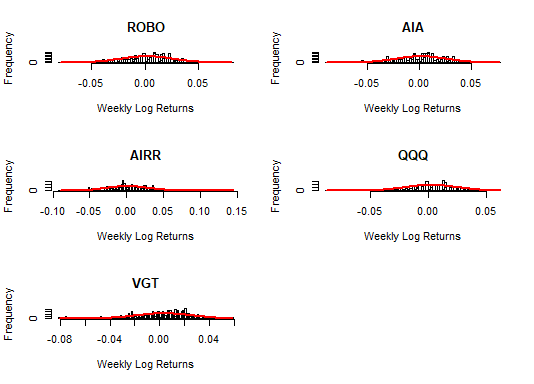 ROBO
Frequency
0
-0.05 0.00 0.05
Weekly Log Returns
AIA
Frequency
0
-0.05 0.00 0.05
Weekly Log Returns
AIRR
Frequency
0
-0.10 -0.05 0.00 0.05 0.10 0.15
Weekly Log Returns
QQQ
Frequency
0
-0.05 0.00 0.05
Weekly Log Returns
VGT
Frequency
0
-0.08 -0.04 0.00 0.04
Weekly Log Returns